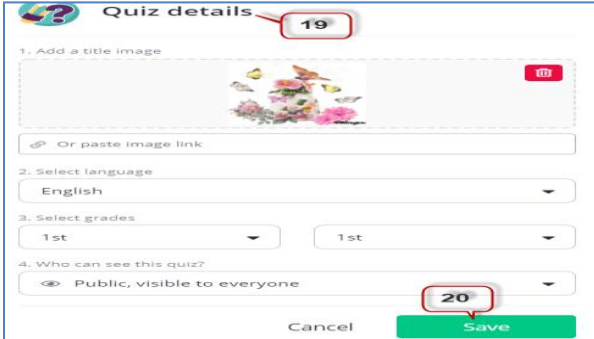 Quiz details
19
1. Add a title image
Or paste image link
2. Select language
English
3. Select grades
1st 1st
4. Who can see this quiz?
Public, visible to everyone
20
Cancel Save